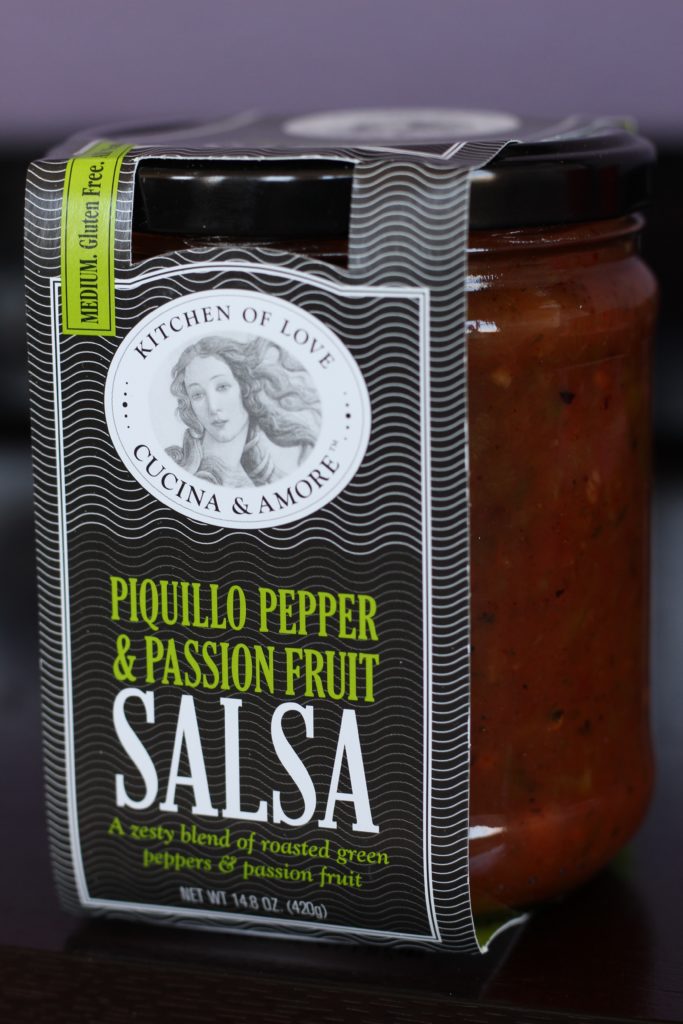 MEDIUM. Gluten Free.
KITCHEN OF LOVE
CUCINA & AMORE™
PIQUILLO PEPPER
& PASSION FRUIT
SALSA
A zesty blend of roasted green
peppers & passion fruit
NET WT 14.8 OZ. (420g)